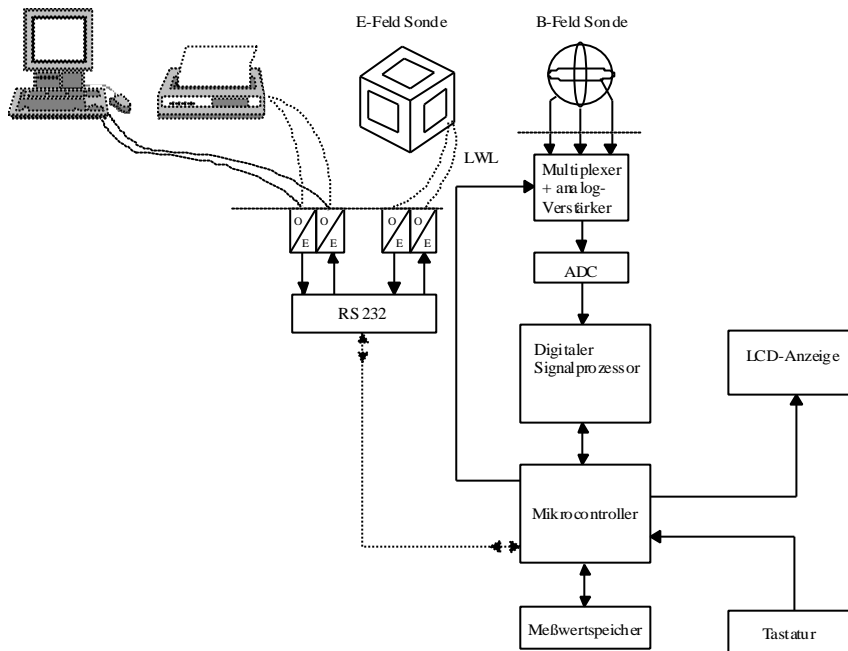 E-Feld Sonde
B-Feld Sonde
LWL
Multiplexer
+ analog-
Verstärker
O
E
O
E
O
E
O
E
ADC
RS 232
Digitaler
Signalprozessor
LCD-Anzeige
Mikrocontroller
Meßwertspeicher
Tastatur